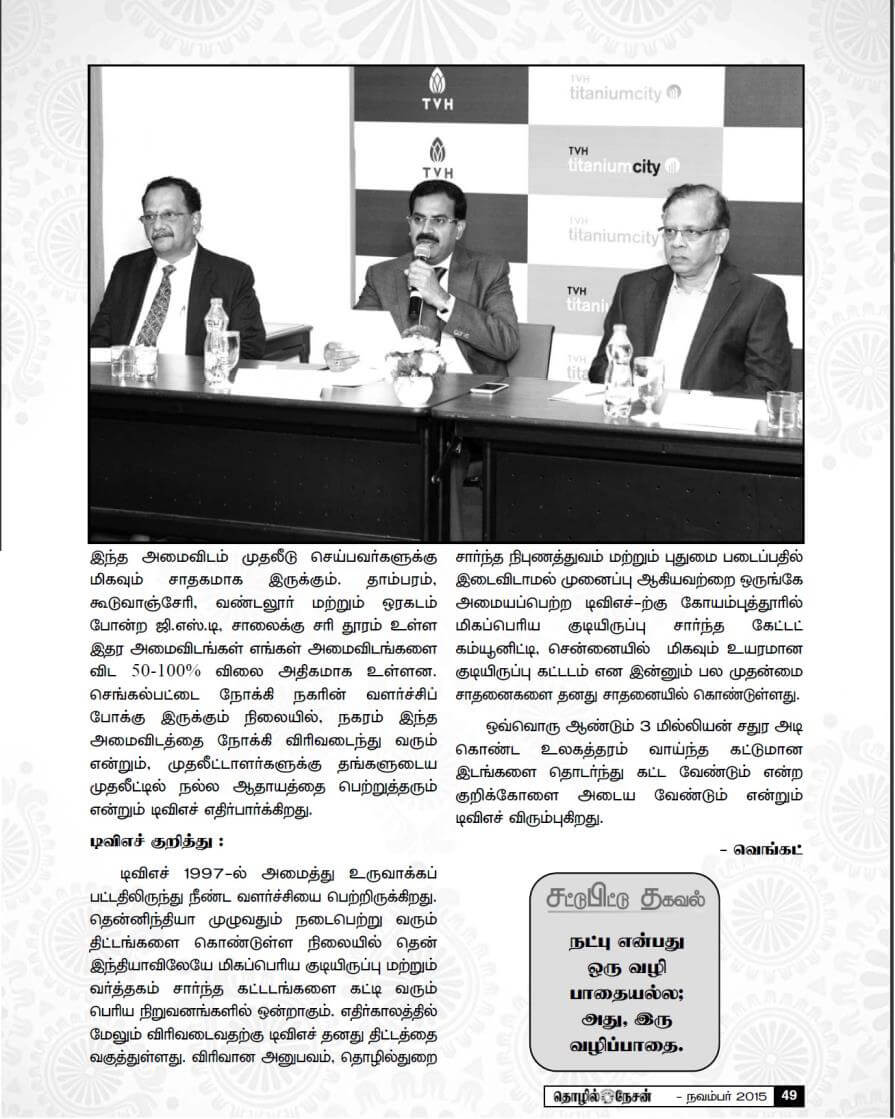 TVH
TVH
titaniumcity
TVH
titaniumcity
TVH
titaniumcity
TVH
titani
TVH
இந்த அமைவிடம் முதலீடு செய்பவர்களுக்கு
மிகவும் சாதகமாக இருக்கும். தாம்பரம்,
கூடுவாஞ்சேரி, வண்டலூர் மற்றும் ஒரகடம்
போன்ற ஜி.எஸ்.டி, சாலைக்கு சரி தூரம் உள்ள
இதர அமைவிடங்கள் எங்கள் அமைவிடங்களை
விட 50-100% விலை அதிகமாக உள்ளன.
செங்கல்பட்டை நோக்கி நகரின் வளர்ச்சிப்
போக்கு இருக்கும் நிலையில், நகரம் இந்த
அமைவிடத்தை நோக்கி விரிவடைந்து வரும்
என்றும், முதலீட்டாளர்களுக்கு தங்களுடைய
முதலீட்டில் நல்ல ஆதாயத்தை பெற்றுத்தரும்
என்றும் டிவிஎச் எதிர்பார்க்கிறது.
டிவிஎச் குறித்து :
டிவிஎச் 1997-ல் அமைத்து உருவாக்கப்
பட்டதிலிருந்து நீண்ட வளர்ச்சியை பெற்றிருக்கிறது.
தென்னிந்தியா முழுவதும் நடைபெற்று வரும்
திட்டங்களை கொண்டுள்ள நிலையில் தென்
இந்தியாவிலேயே மிகப்பெரிய குடியிருப்பு மற்றும்
வர்த்தகம் சார்ந்த கட்டடங்களை கட்டி வரும்
பெரிய நிறுவனங்களில் ஒன்றாகும். எதிர்காலத்தில்
மேலும் விரிவடைவதற்கு டிவிஎச் தனது திட்டத்தை
வகுத்துள்ளது. விரிவான அனுபவம், தொழில்துறை
சார்ந்த நிபுணத்துவம் மற்றும் புதுமை படைப்பதில்
இடைவிடாமல் முனைப்பு ஆகியவற்றை ஒருங்கே
அமையப்பெற்ற டிவிஎச்-ற்கு கோயம்புத்தூரில்
மிகப்பெரிய குடியிருப்பு சார்ந்த கேட்டட்
கம்யூனிட்டி, சென்னையில் மிகவும் உயரமான
குடியிருப்பு கட்டடம் என இன்னும் பல முதன்மை
சாதனைகளை தனது சாதனையில் கொண்டுள்ளது.
ஒவ்வொரு ஆண்டும் 3 மில்லியன் சதுர அடி
கொண்ட உலகத்தரம் வாய்ந்த கட்டுமான
இடங்களை தொடர்ந்து கட்ட வேண்டும் என்ற
குறிக்கோளை அடைய வேண்டும் என்றும்
டிவிஎச் விரும்புகிறது.
- வெங்கட்
சட்டுபிட்டு தகவல்
நட்பு என்பது
ஒரு வழி
பாதையல்ல;
அது, இரு
வழிப்பாதை.
தொழில் நேசன் - நவம்பர் 2015 49